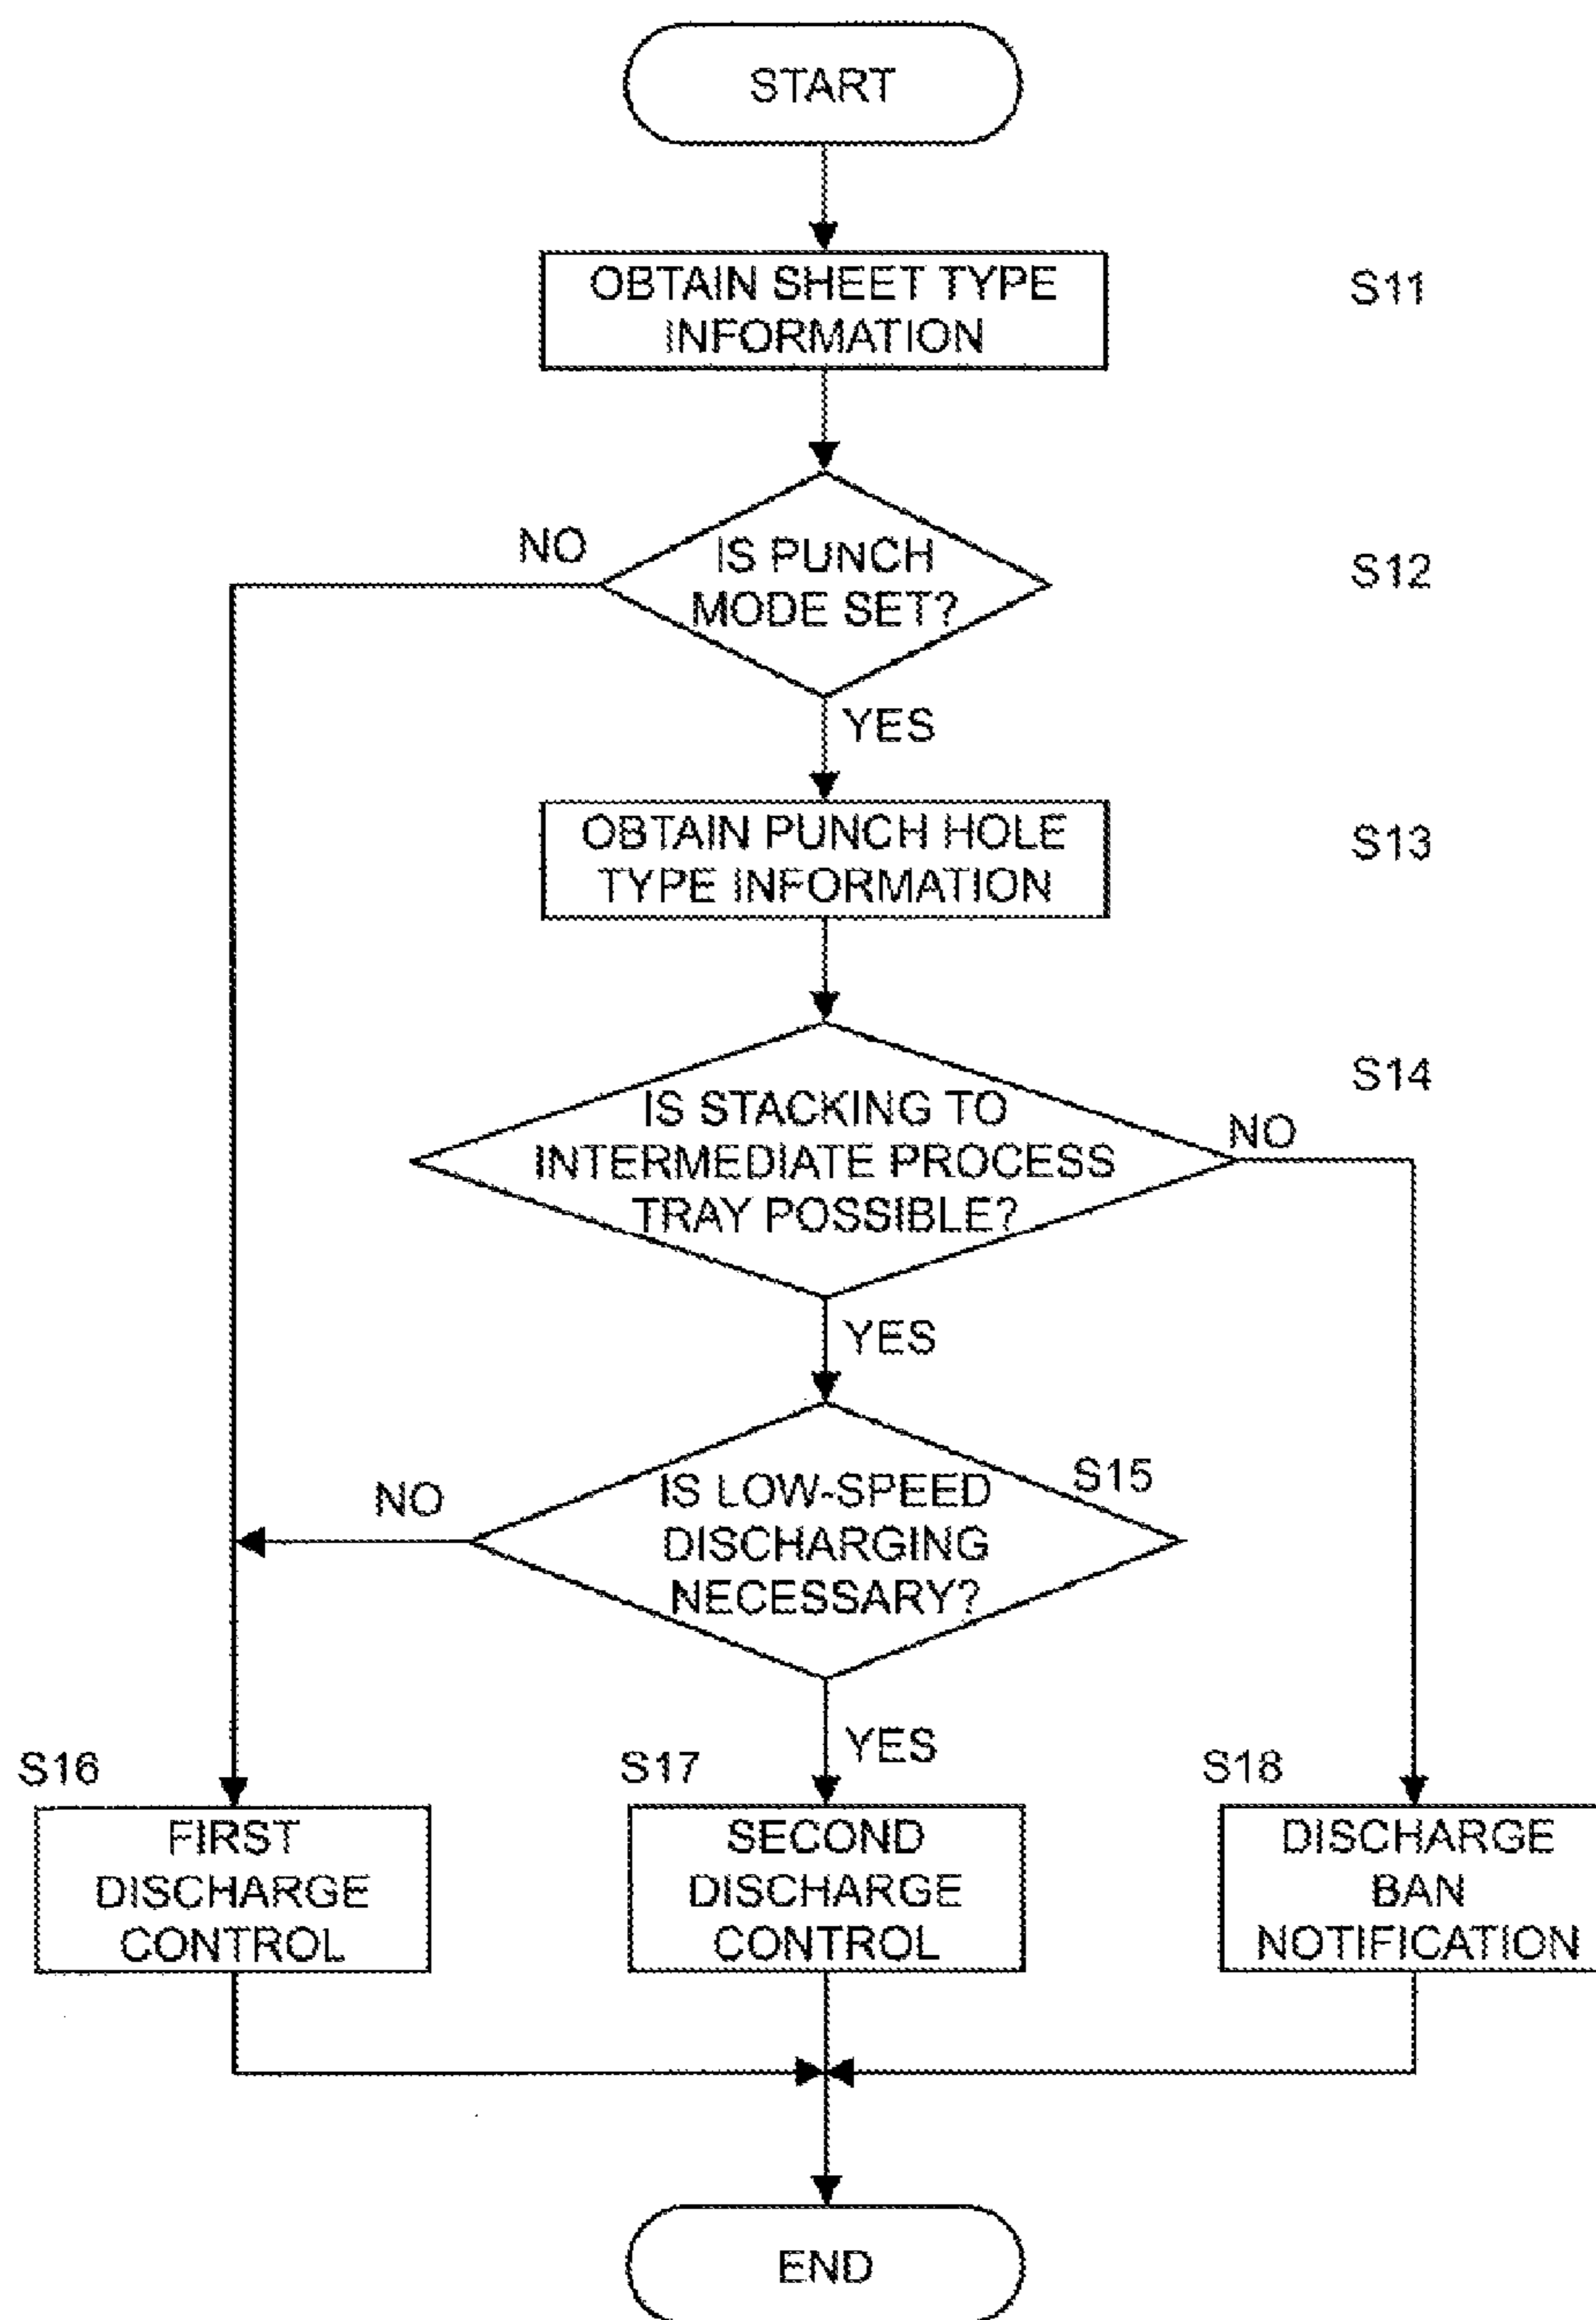 START
OBTAIN SHEET TYPE
INFORMATION
S11
NO
IS PUNCH
MODE SET?
S12
YES
OBTAIN PUNCH HOLE
TYPE INFORMATION
S13
S14
IS STACKING TO
INTERMEDIATE PROCESS
TRAY POSSIBLE?
NO
YES
NO
IS LOW-SPEED
DISCHARGING
NECESSARY?
S15
YES
S16
FIRST
DISCHARGE
CONTROL
S17
SECOND
DISCHARGE
CONTROL
S18
DISCHARGE
BAN
NOTIFICATION
END